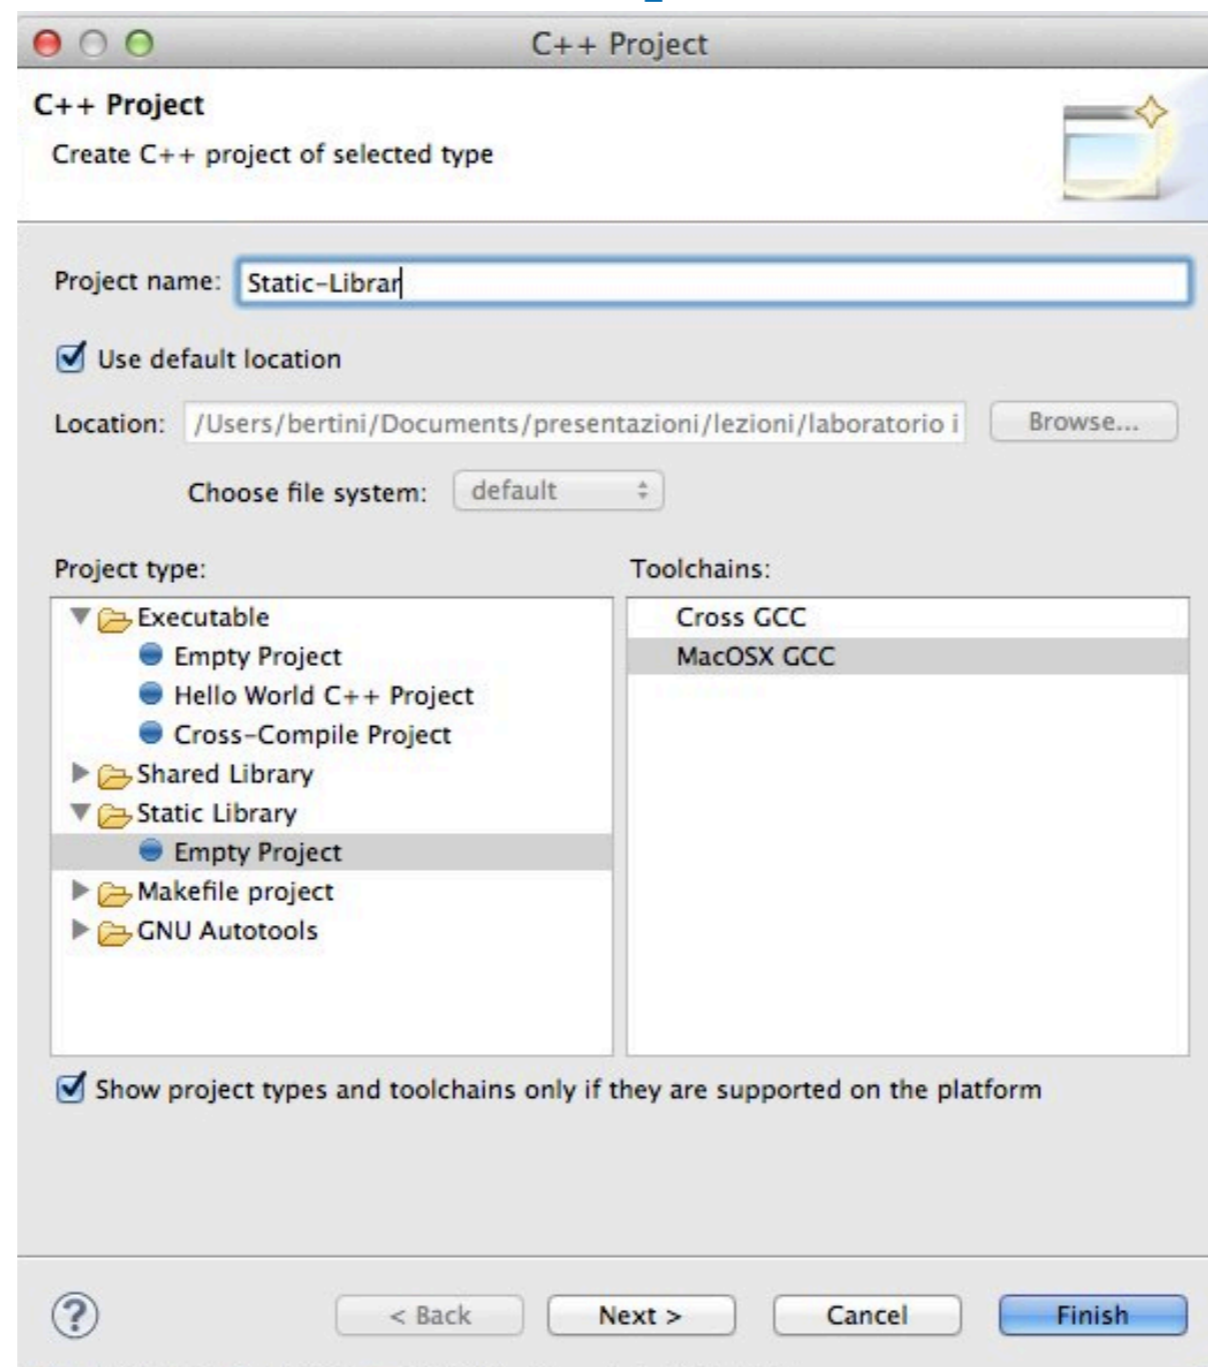 C++ Project
C++ Project
Create C++ project of selected type
Project name: Static-Librar
Use default location
Location: /Users/bertini/Documents/presentazioni/lezioni/laboratorio i Browse...
Choose file system: default
Project type: Toolchains:
Executable
Empty Project
Hello World C++ Project
Cross-Compile Project
Shared Library
Static Library
Empty Project
Makefile project
GNU Autotools
Cross GCC
MacOSX GCC
Show project types and toolchains only if they are supported on the platform
? < Back Next > Cancel Finish